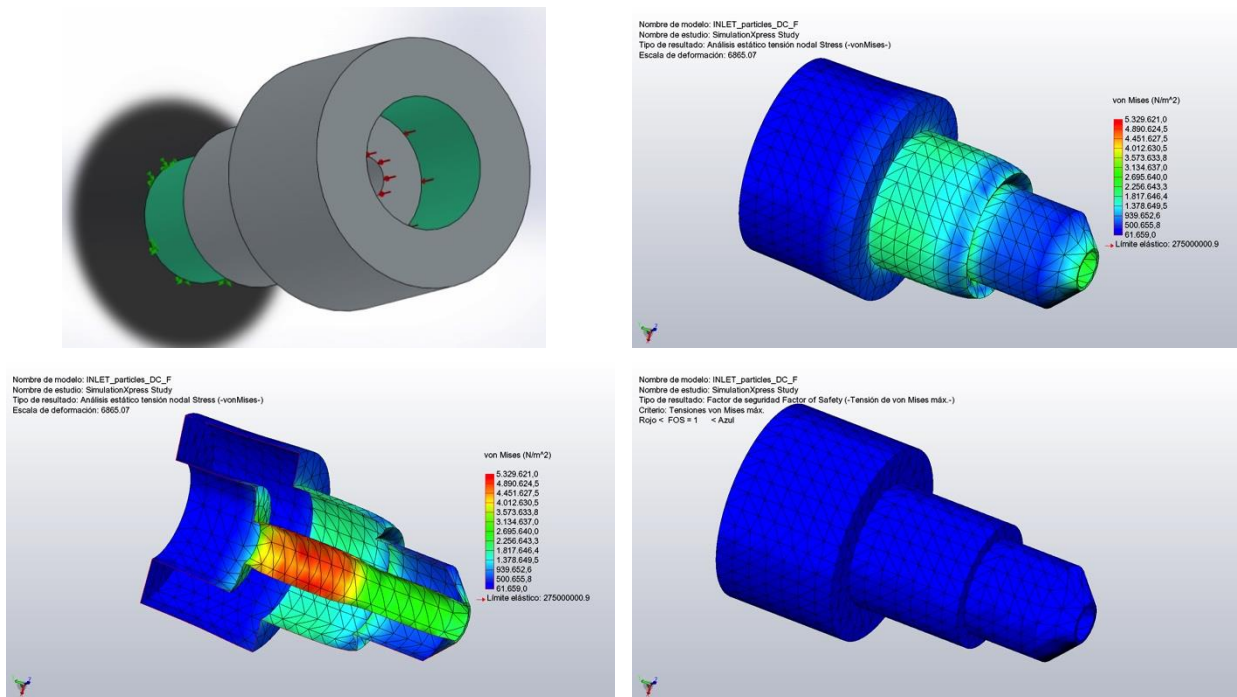 Nombre de modelo: INLET_particles_DC_F
Nombre de estudio: SimulationXpress Study
Tipo de resultado: Análisis estático tensión nodal Stress (-vonMises-)
Escala de deformación: 6865.07
von Mises (N/m^2)
5.329.621,0
4.890.624,5
4.451.627,5
4.012.630,5
3.573.633,8
3.134.637,0
2.695.640,0
2.256.643,3
1.817.646,4
1.378.649,5
939.652,6
500.655,8
61.659,0
Límite elástico: 275000000.9
Nombre de modelo: INLET_particles_DC_F
Nombre de estudio: SimulationXpress Study
Tipo de resultado: Análisis estático tensión nodal Stress (-vonMises-)
Escala de deformación: 6865.07
von Mises (N/m^2)
5.329.621,0
4.890.624,5
4.451.627,5
4.012.630,5
3.573.633,8
3.134.637,0
2.695.640,0
2.256.643,3
1.817.646,4
1.378.649,5
939.652,6
500.655,8
61.659,0
Límite elástico: 275000000.9
Nombre de modelo: INLET_particles_DC_F
Nombre de estudio: SimulationXpress Study
Tipo de resultado: Factor de seguridad Factor of Safety (-Tensión de von Mises máx.-)
Criterio: Tensiones von Mises máx.
Rojo < FOS = 1 < Azul